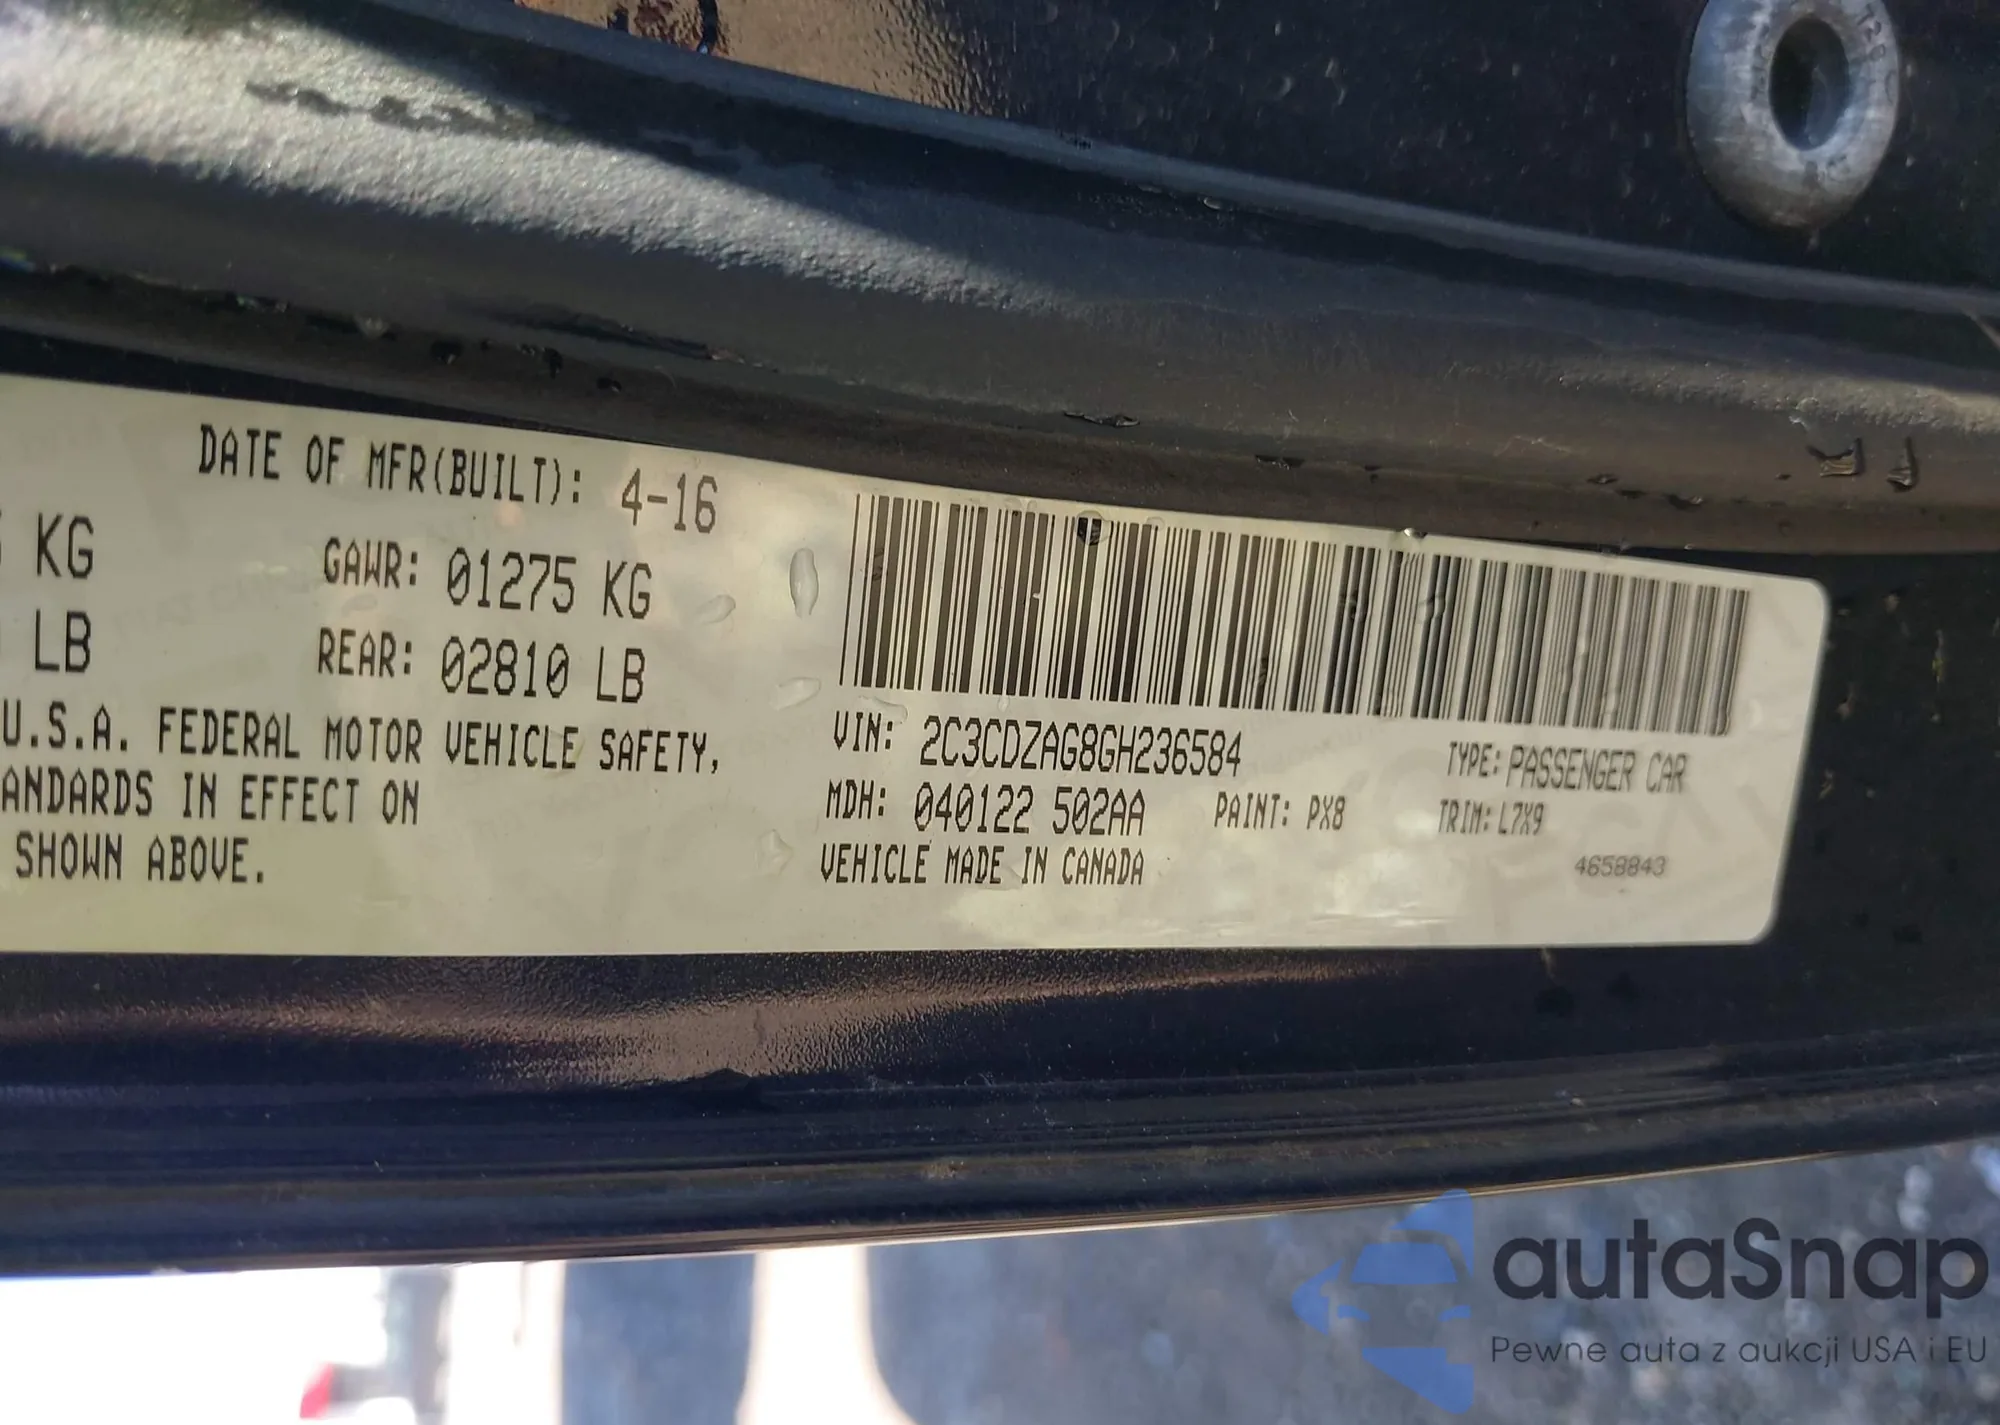 DATE OF MFR(BUILT): 4-16
KG GAWR: 01275 KG
LB REAR: 02810 LB
U.S.A. FEDERAL MOTOR VEHICLE SAFETY,
ANDARDS IN EFFECT ON
SHOWN ABOVE.
VIN: 2C3CDZAG8GH236584 TYPE: PASSENGER CAR
MDH: 040122 502AA PAINT: PX8 TRIM: L7X9
VEHICLE MADE IN CANADA
4658843
autaSnap
Pewne auta z aukcji USA i EU